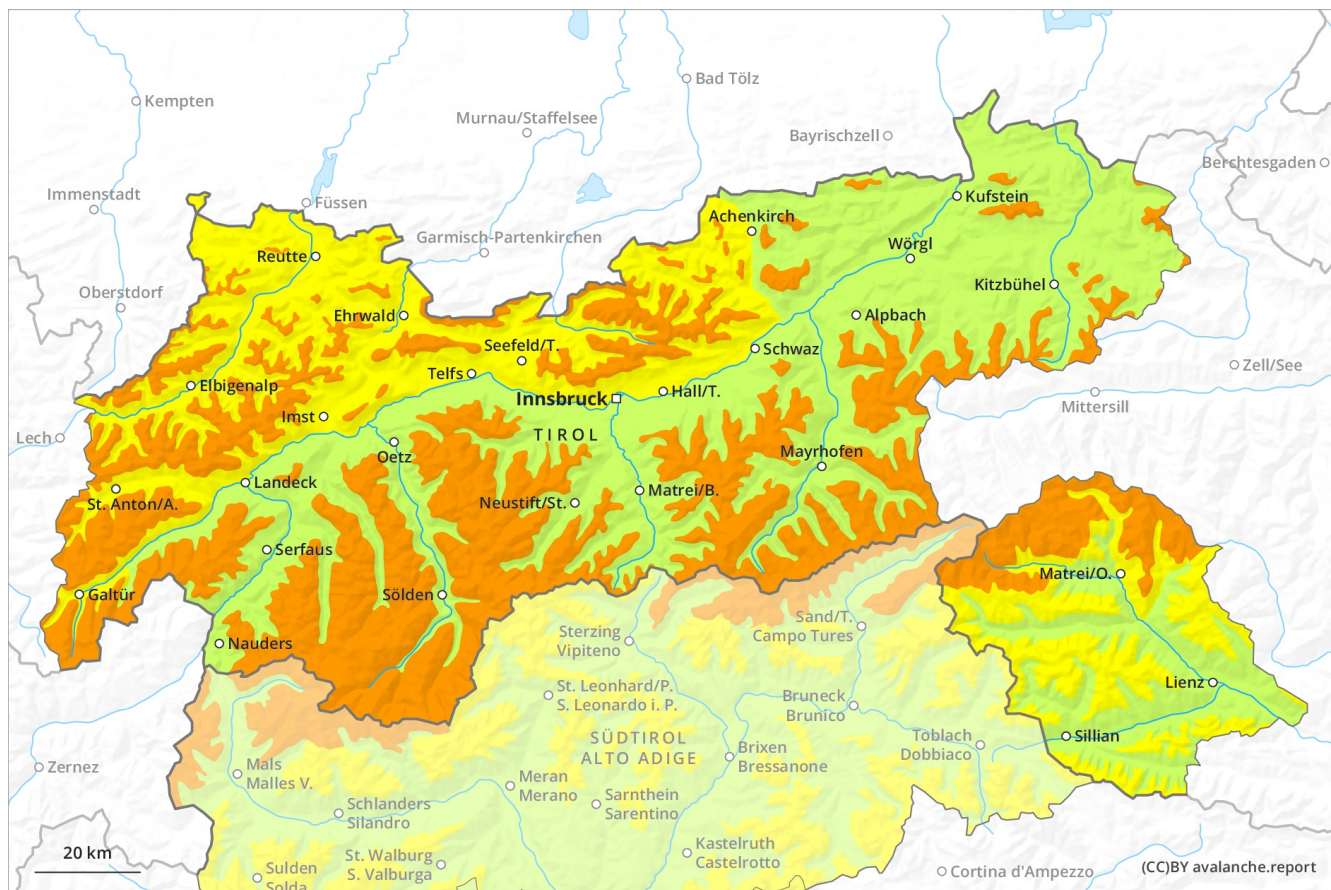 Kempten
Bad Tölz
Murnau/Staffelsee
Bayrischzell
Berchtesgaden
Immenstadt
Füssen
Kufstein
Achenkirch
Garmisch-Partenkirchen
Reutte
Wörgl
Oberstdorf
Kitzbühel
Ehrwald
Alpbach
Seefeld/T.
Schwaz
Zell/See
Telfs
Elbigenalp
Innsbruck
Hall/T.
Mittersill
Imst
Lech
TIROL
Oetz
Mayrhofen
Landeck
Matrei/B.
St. Anton/A.
Neustift/St.
Serfaus
Matrei/O.
Galtür
Sölden
Sand/T.
Campo Tures
Sterzing
Vipiteno
Nauders
Lienz
St. Leonhard/P.
S. Leonardo i. P.
Bruneck
Brunico
Sillian
SÜDTIROL
ALTO ADIGE
Toblach
Dobbiaco
Brixen
Bressanone
Zernez
Mals
Malles V.
Meran
Merano
Sarnthein
Sarentino
Schlanders
Silandro
Kastelruth
Castelrotto
20 km
St. Walburg
S. Valburga
Sulden
Solda
Cortina d'Ampezzo
(CC)BY avalanche.report